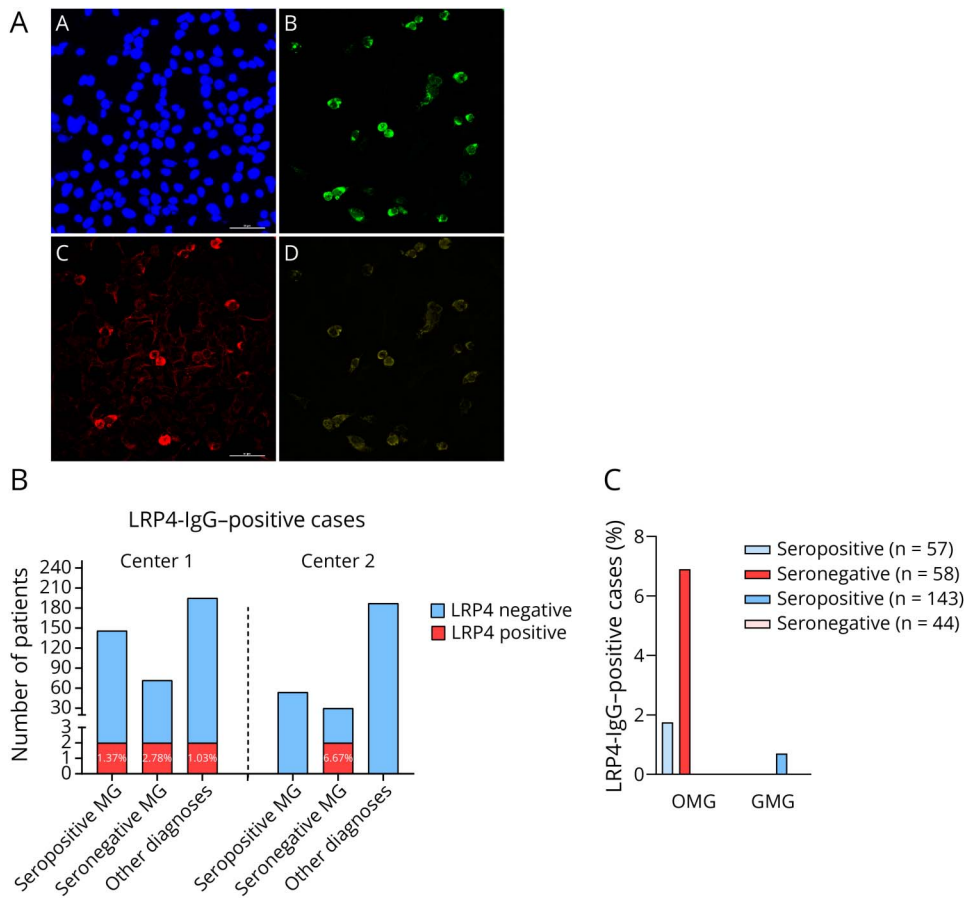 A
A
B
C
D
B
LRP4-IgG–positive cases
Center 1
Center 2
Number of patients
240
210
180
150
120
90
60
30
3
2
1
0
1.37%
2.78%
1.03%
6.67%
LRP4 negative
LRP4 positive
Seropositive MG
Seronegative MG
Other diagnoses
Seropositive MG
Seronegative MG
Other diagnoses
C
LRP4-IgG–positive cases (%)
8
6
4
2
0
Seropositive (n = 57)
Seronegative (n = 58)
Seropositive (n = 143)
Seronegative (n = 44)
OMG
GMG